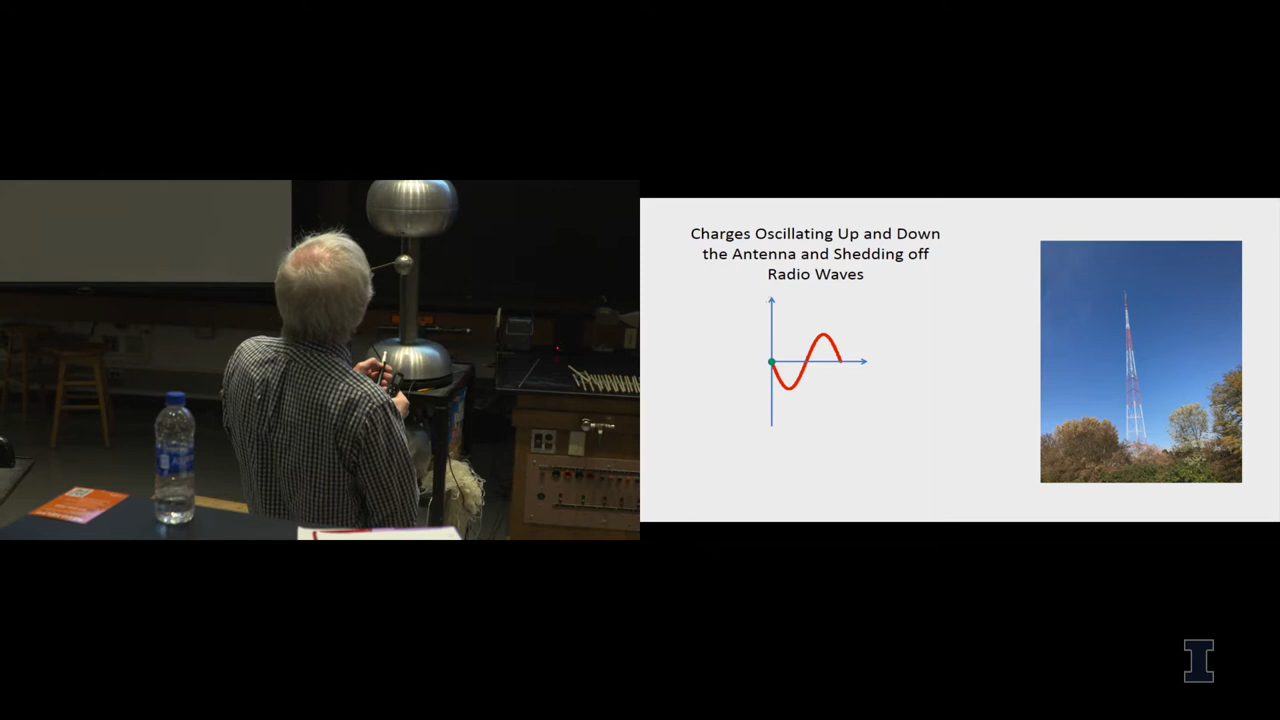 Charges Oscillating Up and Down
the Antenna and Shedding off
Radio Waves
I